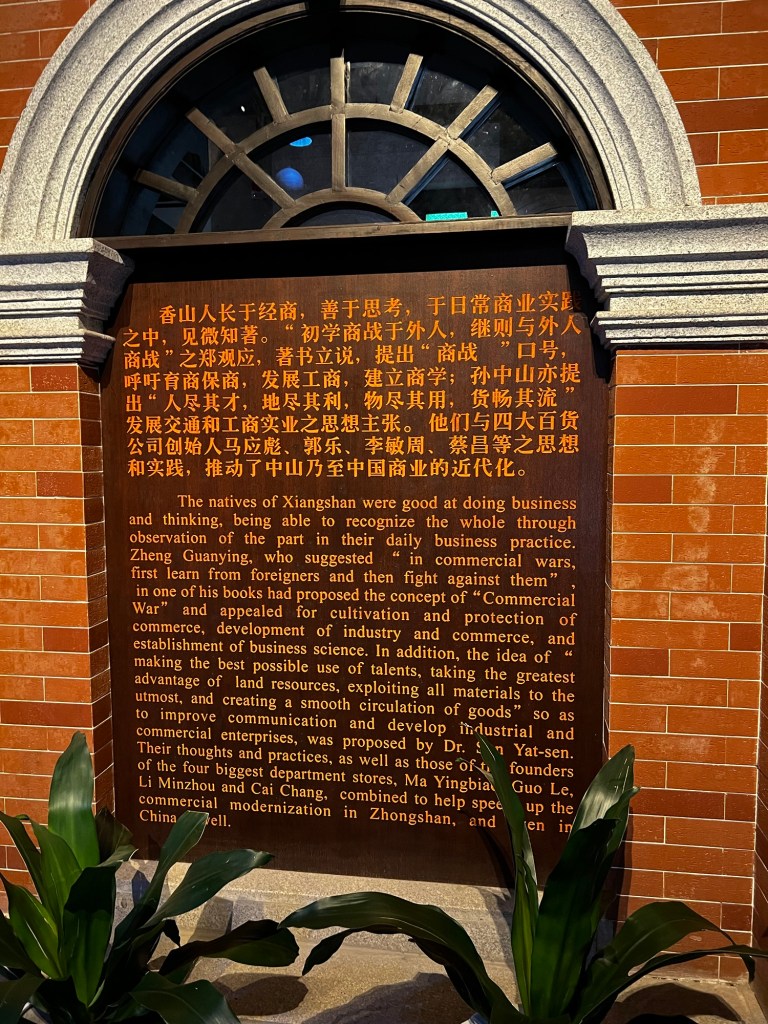 香山人长于经商，善于思考，于日常商业实践
之中，见微知著。“初学商战于外人，继则与外人
商战”之郑观应，著书立说，提出“商战　”口号，
呼吁育商保商，发展工商，建立商学；孙中山亦提
出“人尽其才，地尽其利，物尽其用，货畅其流”
发展交通和工商实业之思想主张。他们与四大百货
公司创始人马应彪、郭乐、李敏周、蔡昌等之思想
和实践，推动了中山乃至中国商业的近代化。
The natives of Xiangshan were good at doing business
and thinking, being able to recognize the whole through
observation of the part in their daily business practice.
Zheng Guanying, who suggested “ in commercial wars,
first learn from foreigners and then fight against them” ,
in one of his books had proposed the concept of “Commercial
War” and appealed for cultivation and protection of
commerce, development of industry and commerce, and
establishment of business science. In addition, the idea of “
making the best possible use of talents, taking the greatest
advantage of land resources, exploiting all materials to the
utmost, and creating a smooth circulation of goods” so as
to improve communication and develop industrial and
commercial enterprises, was proposed by Dr. Sun Yat-sen.
Their thoughts and practices, as well as those of the founders
of the four biggest department stores, Ma Yingbiao, Guo Le,
Li Minzhou and Cai Chang, combined to help speed up the
commercial modernization in Zhongshan, and in
China well.